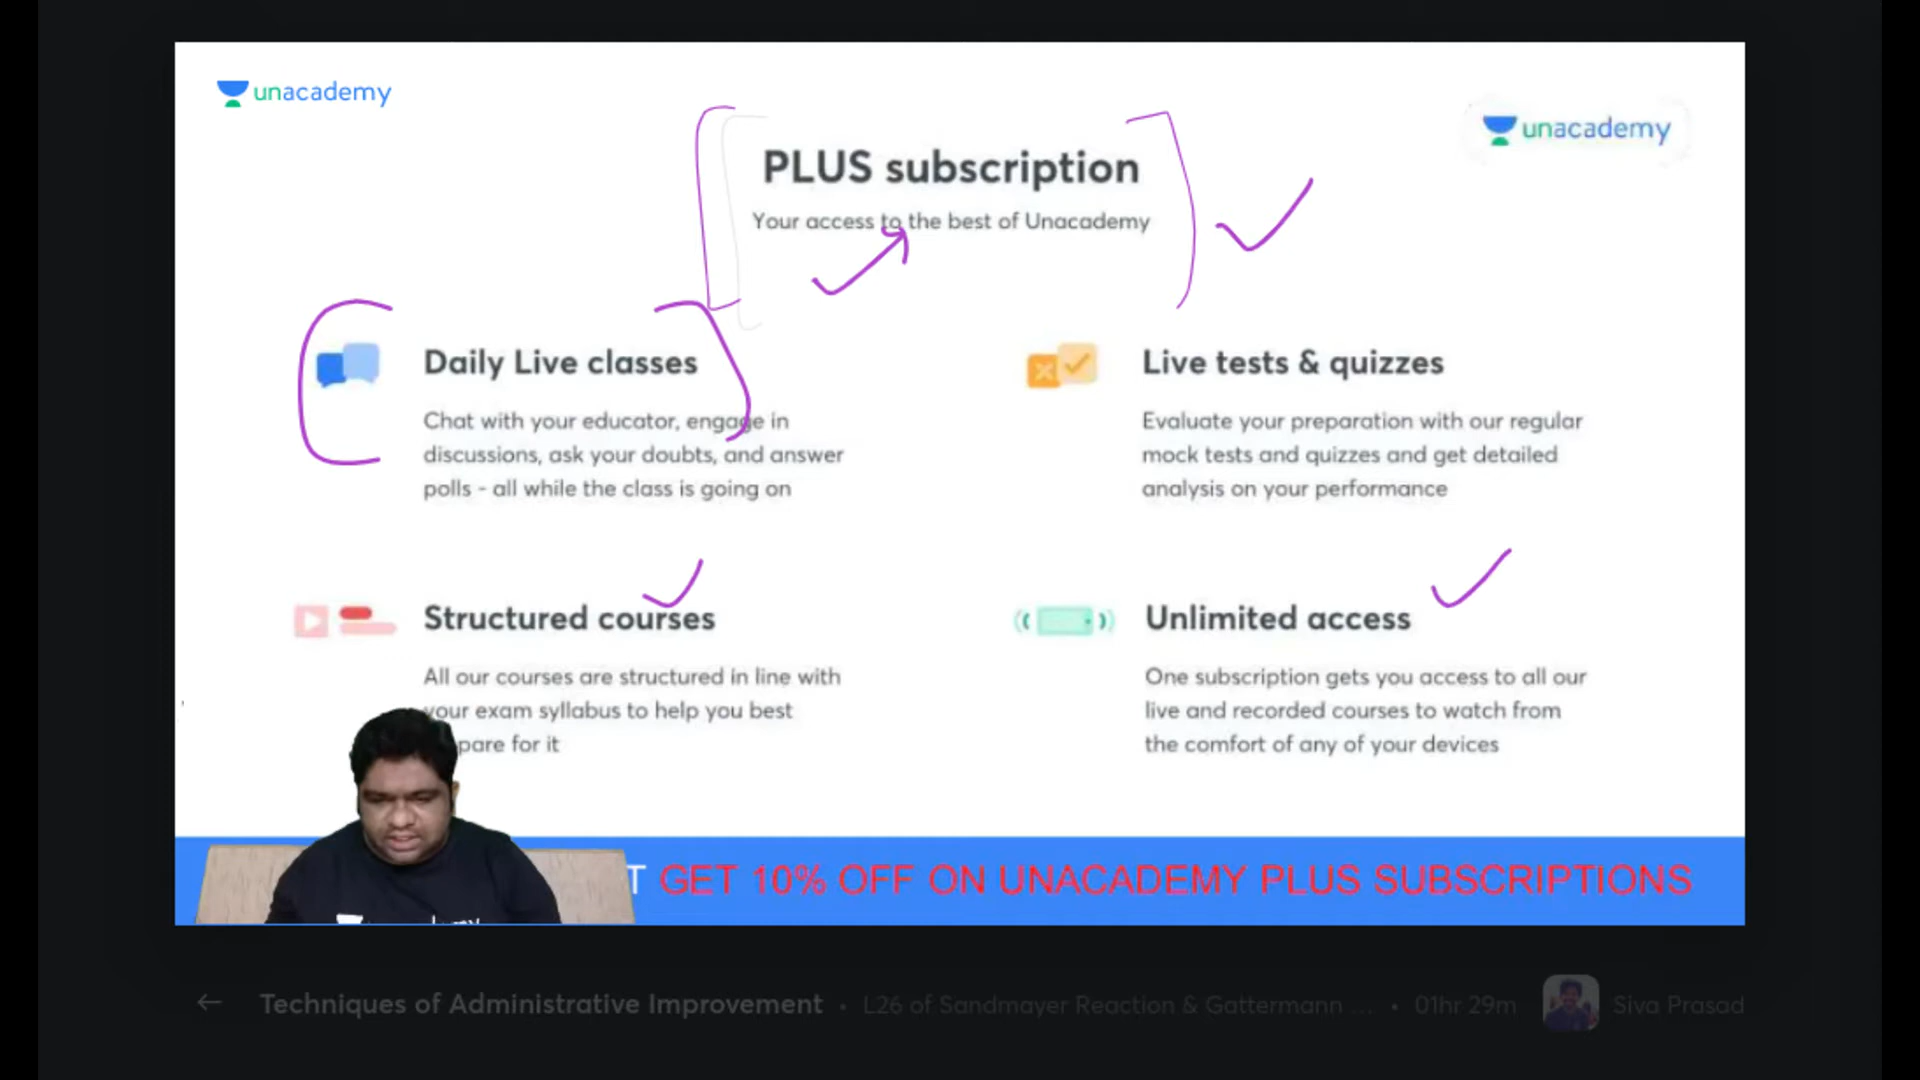 unacademy
unacademy
PLUS subscription
Your access to the best of Unacademy
Daily Live classes
Chat with your educator, engage in
discussions, ask your doubts, and answer
polls - all while the class is going on
Live tests & quizzes
Evaluate your preparation with our regular
mock tests and quizzes and get detailed
analysis on your performance
Structured courses
All our courses are structured in line with
your exam syllabus to help you best
pare for it
Unlimited access
One subscription gets you access to all our
live and recorded courses to watch from
the comfort of any of your devices
T GET 10% OFF ON UNACADEMY PLUS SUBSCRIPTIONS
Techniques of Administrative Improvement • L26 of Sandmayer Reaction & Gattermann ... • 01hr 29m Siva Prasad